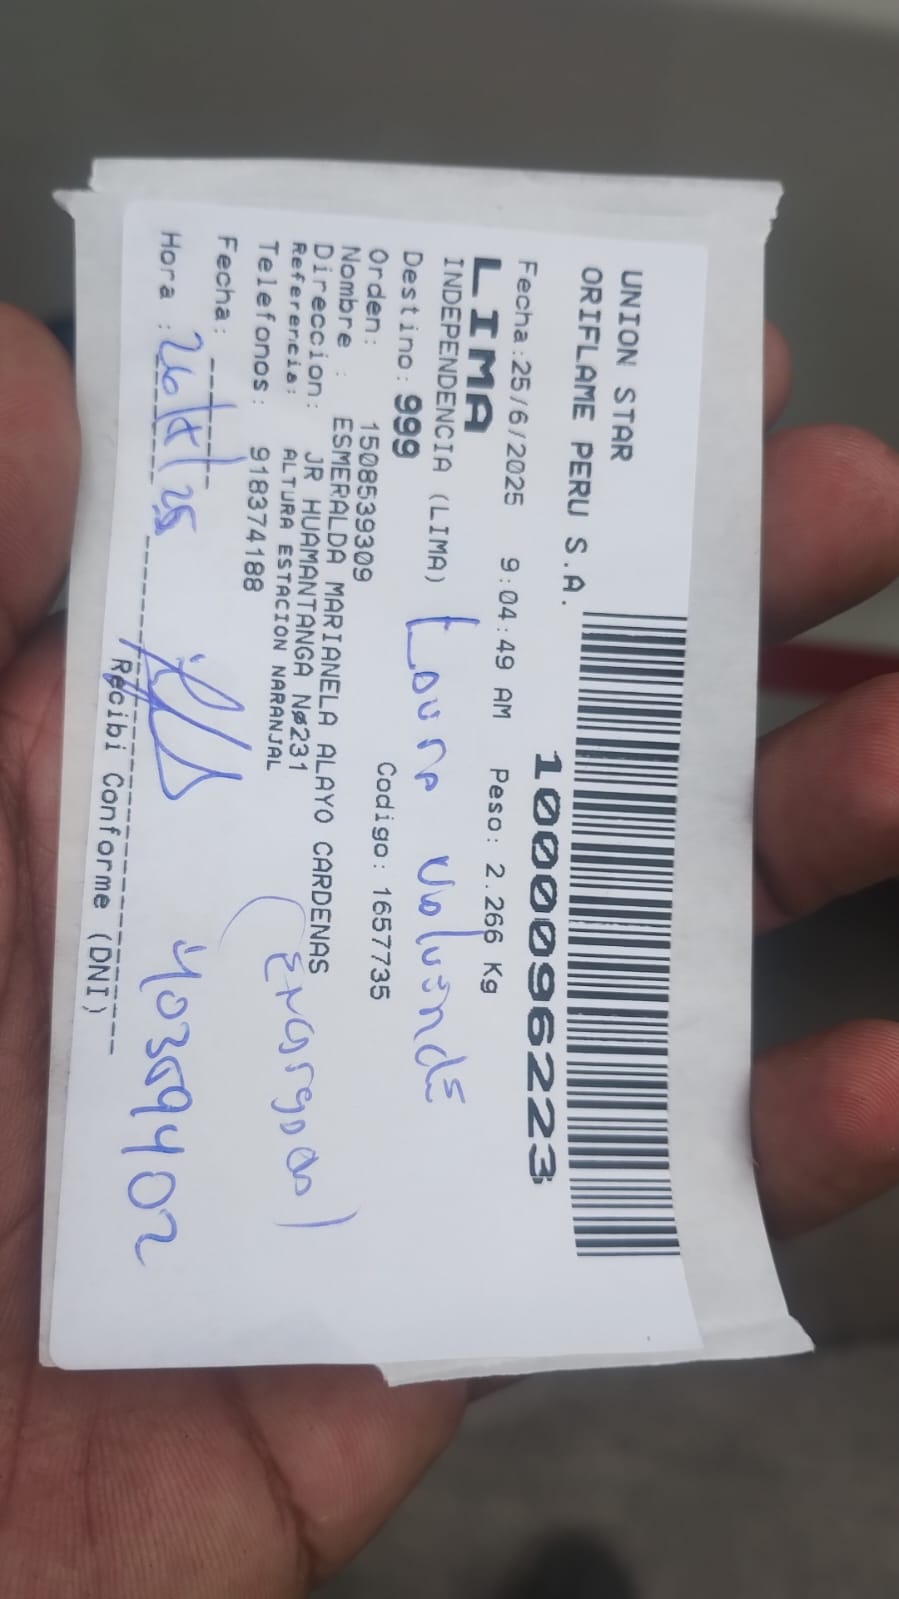 UNION STAR
ORIFLAME PERU S.A.
1000096223
Fecha:25/6/2025 9:04:49 AM Peso: 2.266 Kg
LIMA
INDEPENDENCIA (LIMA)
Laura
Destino: 999
Orden: 1508539309 Codigo: 1657735
Nombre : ESMERALDA MARIANELA ALAYO CARDENAS
Direccion: JR HUAMANTANGA Nø231
Referencia: ALTURA ESTACION NARANJAL
Telefonos: 918374188
Fecha:
Hora :
Recibi Conforme (DNI)